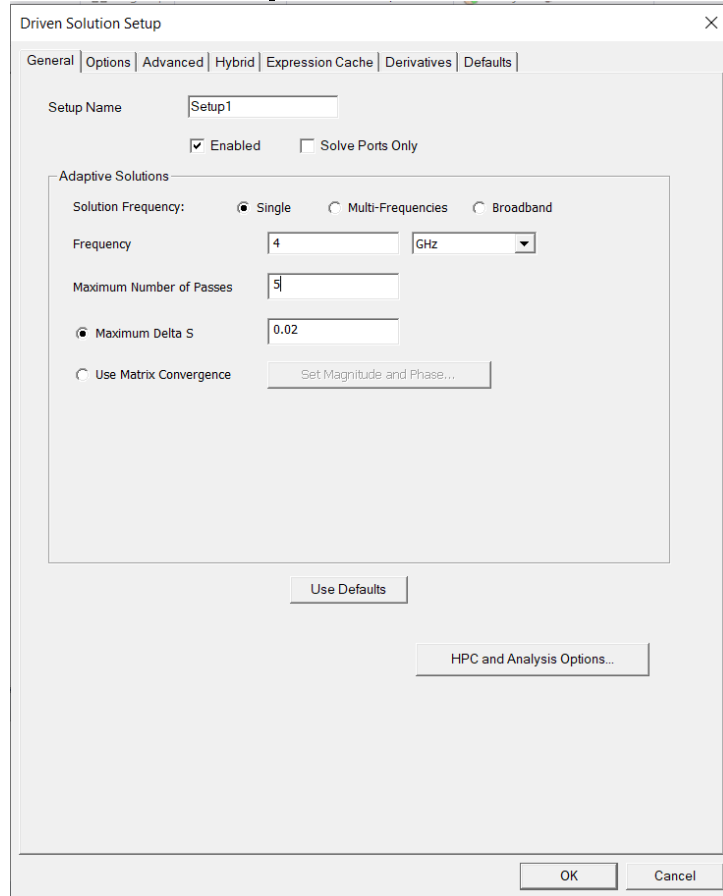 Driven Solution Setup
General Options Advanced Hybrid Expression Cache Derivatives Defaults
Setup Name Setup1
Enabled Solve Ports Only
Adaptive Solutions
Solution Frequency: Single Multi-Frequencies Broadband
Frequency 4 GHz
Maximum Number of Passes 5
Maximum Delta S 0.02
Use Matrix Convergence Set Magnitude and Phase...
Use Defaults
HPC and Analysis Options...
OK Cancel